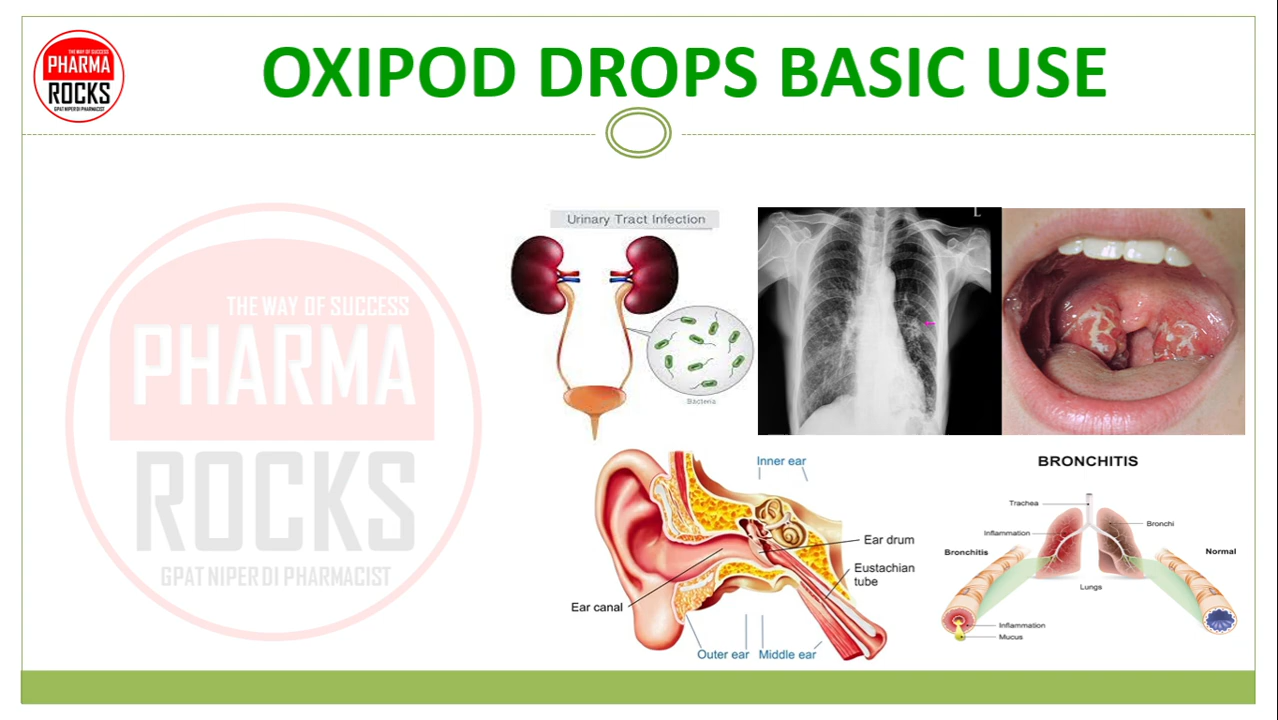 THE WAY OF SUCCESS
PHARMA
ROCKS
GPAT NIPER DI PHARMACIST
OXIPOD DROPS BASIC USE
THE WAY OF SUCCESS
PHARMA
ROCKS
GPAT NIPER DI PHARMACIST
Urinary Tract Infection
Bacteria
L
Inner ear
Ear drum
Eustachian
tube
Ear canal
Outer ear
Middle ear
BRONCHITIS
Trachea
Bronchi
Inflammation
Bronchitis
Normal
Lungs
Inflammation
Mucus